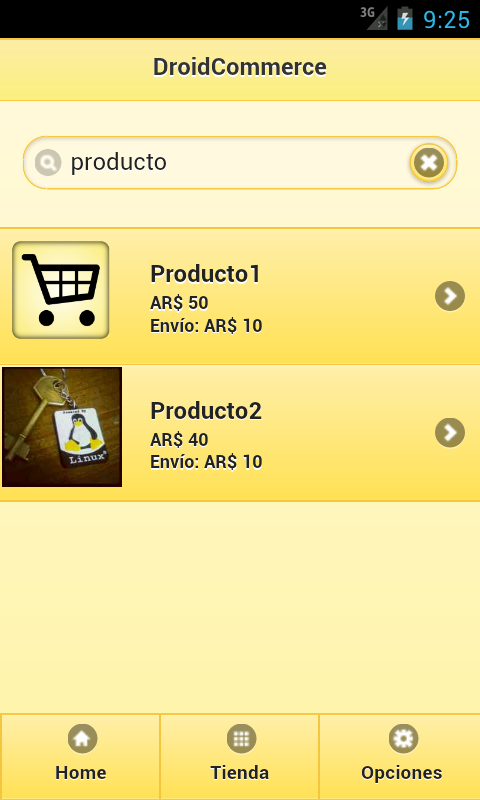 3G
9:25
DroidCommerce
producto
Producto1
AR$ 50
Envío: AR$ 10
Powered by
Linux
Producto2
AR$ 40
Envío: AR$ 10
Home
Tienda
Opciones